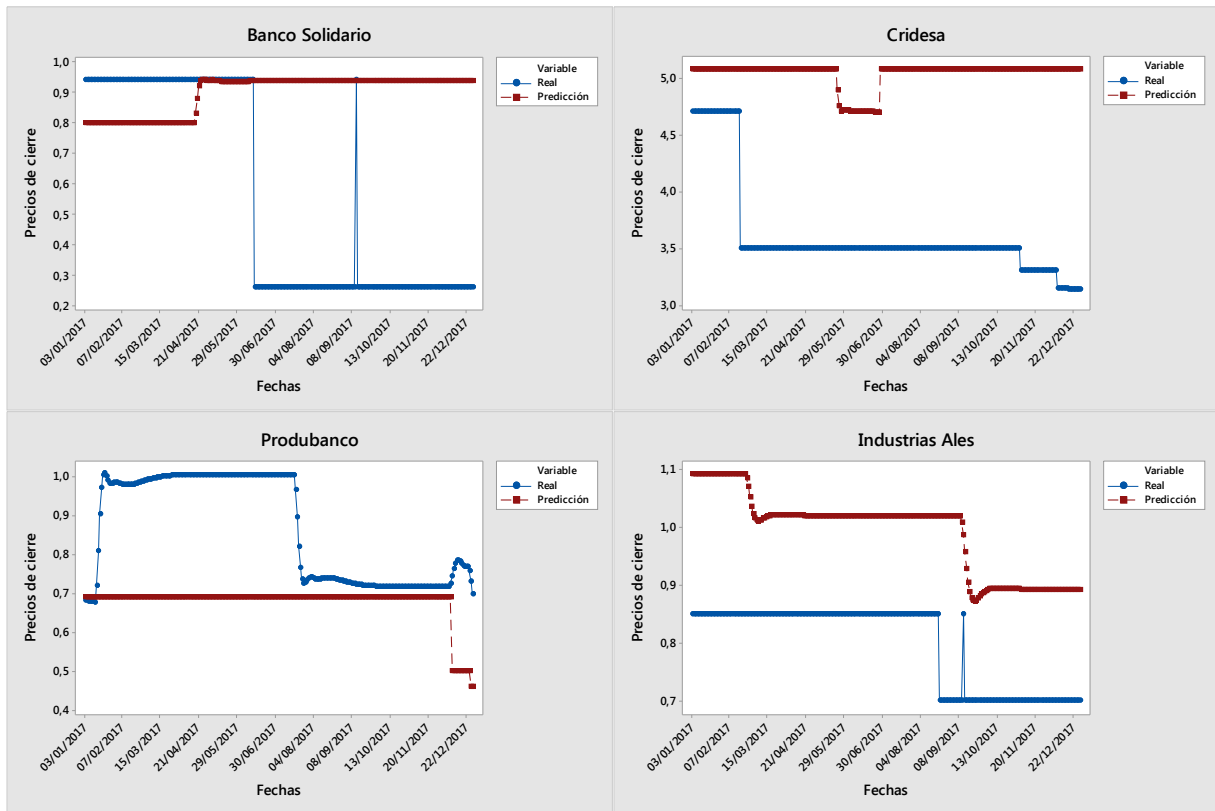 Banco Solidario
Precios de cierre
1,0
0,9
0,8
0,7
0,6
0,5
0,4
0,3
0,2
03/01/2017
07/02/2017
15/03/2017
21/04/2017
29/05/2017
30/06/2017
04/08/2017
08/09/2017
13/10/2017
20/11/2017
22/12/2017
Fechas
Variable
Real
Predicción
Cridesa
Precios de cierre
5,0
4,5
4,0
3,5
3,0
03/01/2017
07/02/2017
15/03/2017
21/04/2017
29/05/2017
30/06/2017
04/08/2017
08/09/2017
13/10/2017
20/11/2017
22/12/2017
Fechas
Variable
Real
Predicción
Produbanco
Precios de cierre
1,0
0,9
0,8
0,7
0,6
0,5
0,4
03/01/2017
07/02/2017
15/03/2017
21/04/2017
29/05/2017
30/06/2017
04/08/2017
08/09/2017
13/10/2017
20/11/2017
22/12/2017
Fechas
Variable
Real
Predicción
Industrias Ales
Precios de cierre
1,1
1,0
0,9
0,8
0,7
03/01/2017
07/02/2017
15/03/2017
21/04/2017
29/05/2017
30/06/2017
04/08/2017
08/09/2017
13/10/2017
20/11/2017
22/12/2017
Fechas
Variable
Real
Predicción